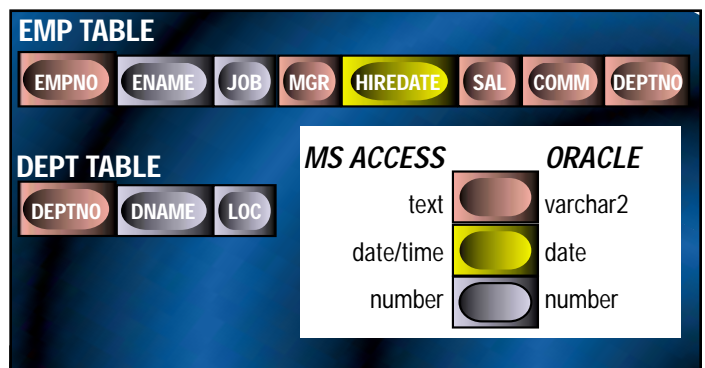 EMP TABLE
EMPNO ENAME JOB MGR HIREDATE SAL COMM DEPTNO
DEPT TABLE
DEPTNO DNAME LOC
MS ACCESS ORACLE
text varchar2
date/time date
number number